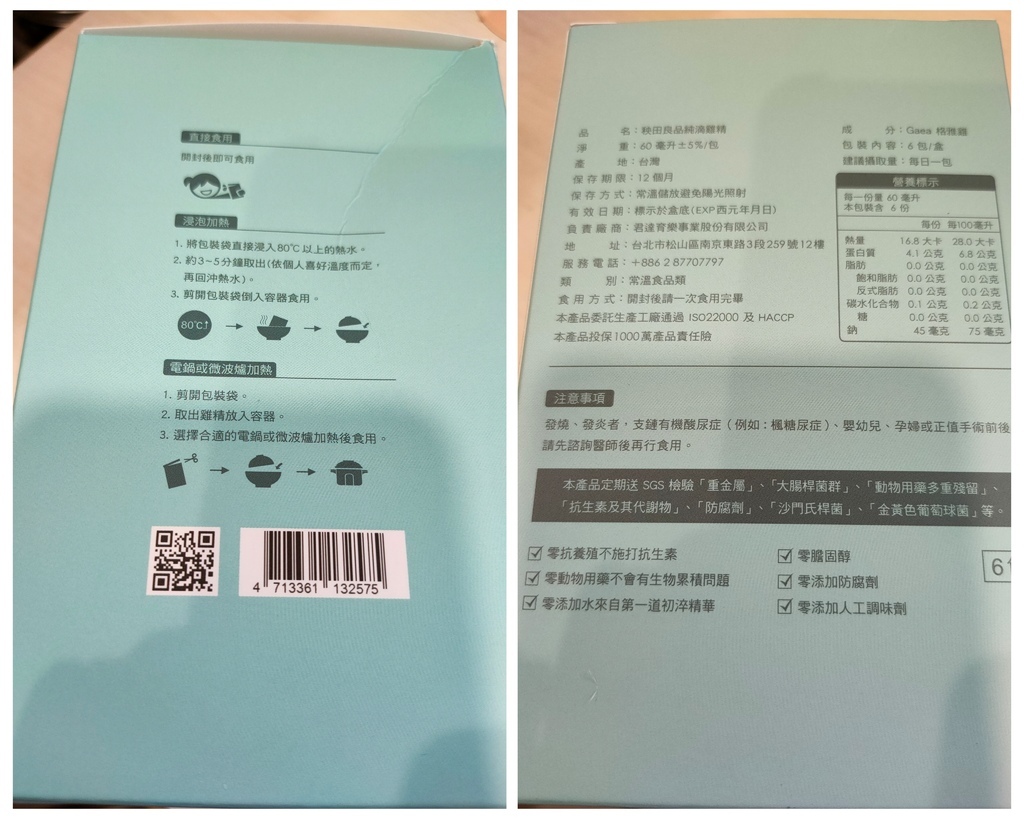 直接食用
開封後即可食用
浸泡加熱
1. 將包裝袋直接浸入80℃以上的熱水。
2. 約3~5分鐘取出(依個人喜好溫度而定，
再回沖熱水)。
3. 剪開包裝袋倒入容器食用。
80℃↑
電鍋或微波爐加熱
1. 剪開包裝袋。
2. 取出雞精放入容器。
3. 選擇合適的電鍋或微波爐加熱後食用。
4 713361 132575
品名：秧田良品純滴雞精
淨重：60 毫升±5%/包
產地：台灣
保存期限：12 個月
保存方式：常溫儲放避免陽光照射
有效日期：標示於盒底(EXP西元年月日)
負責廠商：君達育樂事業股份有限公司
地址：台北市松山區南京東路3段259號12樓
服務電話：+886 2 87707797
類別：常溫食品類
食用方式：開封後請一次食用完畢
本產品委託生產工廠通過 ISO22000 及 HACCP
本產品投保1000萬產品責任險
成分：Gaea 格雅雞
包裝內容：6 包/盒
建議攝取量：每日一包
營養標示
每一份量 60 毫升
本包裝含 6 份
每份 每100毫升
熱量 16.8 大卡 28.0 大卡
蛋白質 4.1 公克 6.8 公克
脂肪 0.0 公克 0.0 公克
飽和脂肪 0.0 公克 0.0 公克
反式脂肪 0.0 公克 0.0 公克
碳水化合物 0.1 公克 0.2 公克
糖 0.0 公克 0.0 公克
鈉 45 毫克 75 毫克
注意事項
發燒、發炎者，支鏈有機酸尿症（例如：楓糖尿症）、嬰幼兒、孕婦或正值手術前後
請先諮詢醫師後再行食用。
本產品定期送 SGS 檢驗「重金屬」、「大腸桿菌群」、「動物用藥多重殘留」、
「抗生素及其代謝物」、「防腐劑」、「沙門氏桿菌」、「金黃色葡萄球菌」等。
☑ 零抗養殖不施打抗生素
☑ 零動物用藥不會有生物累積問題
☑ 零添加水來自第一道初淬精華
☑ 零膽固醇
☑ 零添加防腐劑
☑ 零添加人工調味劑
6